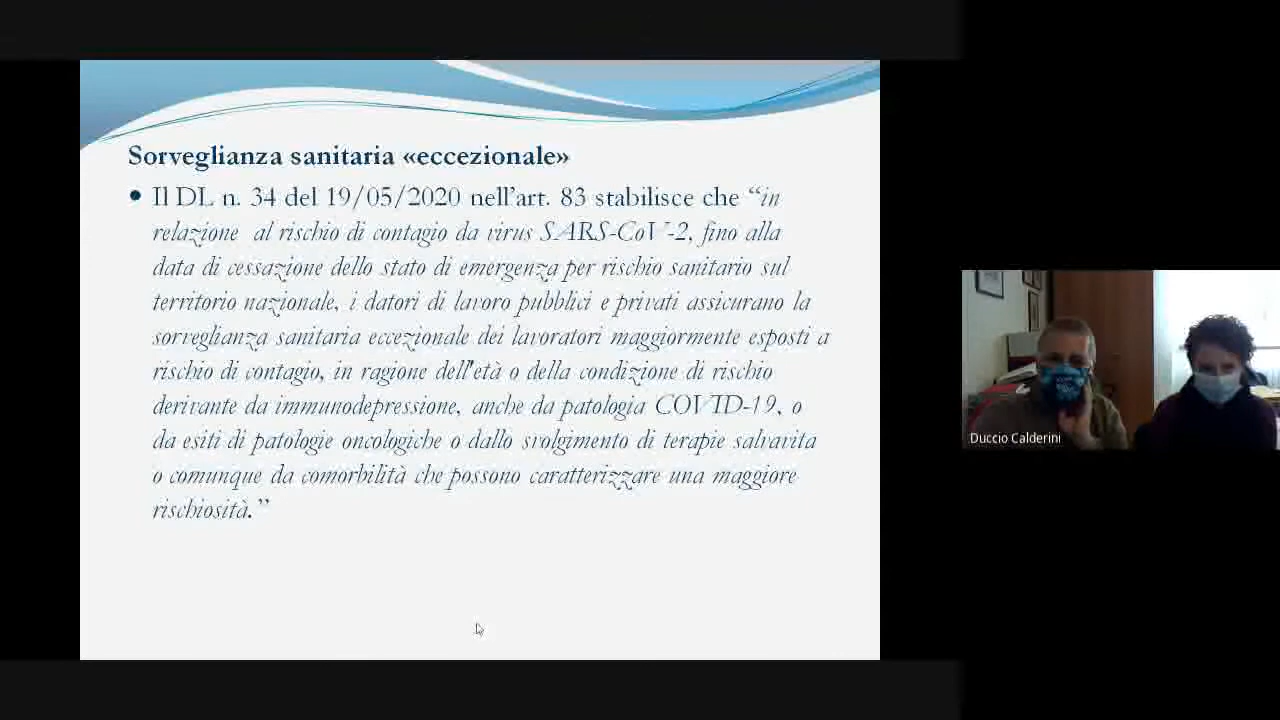 Sorveglianza sanitaria «eccezionale»
• Il DL n. 34 del 19/05/2020 nell'art. 83 stabilisce che “in
relazione al rischio di contagio da virus SARS-CoV-2, fino alla
data di cessazione dello stato di emergenza per rischio sanitario sul
territorio nazionale, i datori di lavoro pubblici e privati assicurano la
sorveglianza sanitaria eccezionale dei lavoratori maggiormente esposti a
rischio di contagio, in ragione dell'età o della condizione di rischio
derivante da immunodepressione, anche da patologia COVID-19, o
da esiti di patologie oncologiche o dallo svolgimento di terapie salvavita
o comunque da comorbilità che possono caratterizzare una maggiore
rischiosità.”
Duccio Calderini